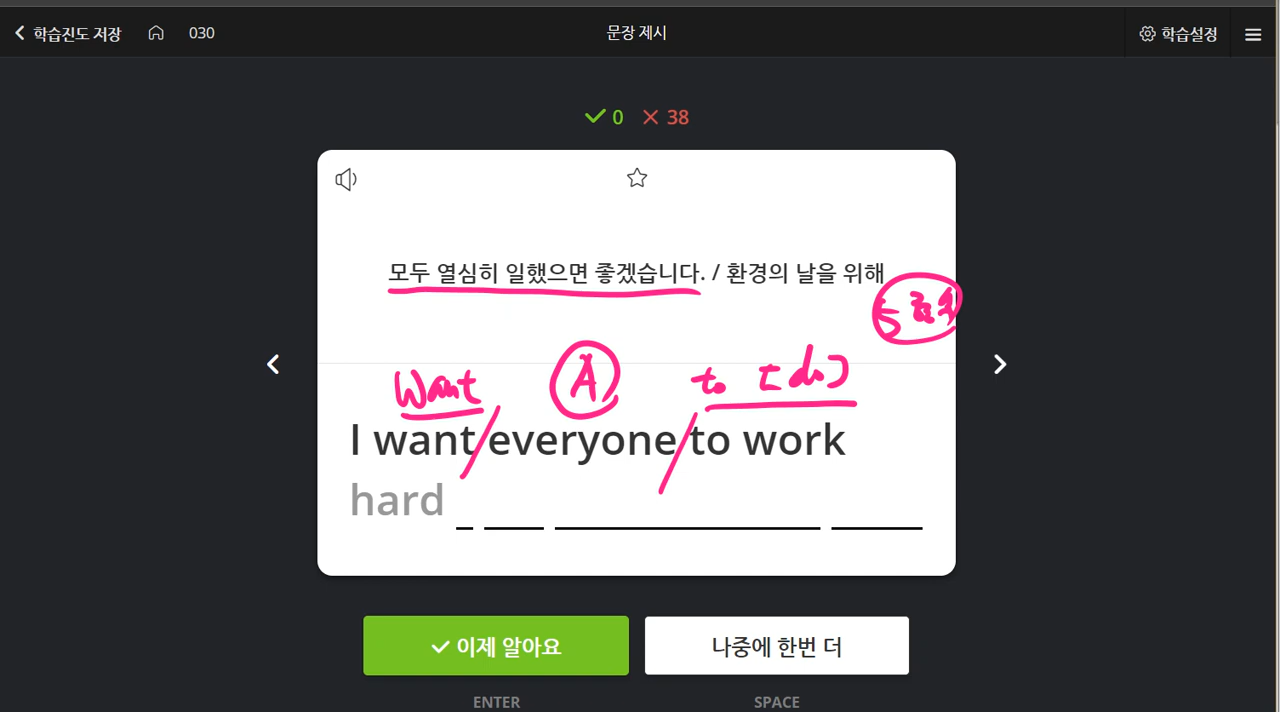 학습진도 저장 030 문장 제시 학습설정
0 38
모두 열심히 일했으면 좋겠습니다. / 환경의 날을 위해
want A to [do]
I want everyone to work
hard
이제 알아요 나중에 한번 더
ENTER SPACE